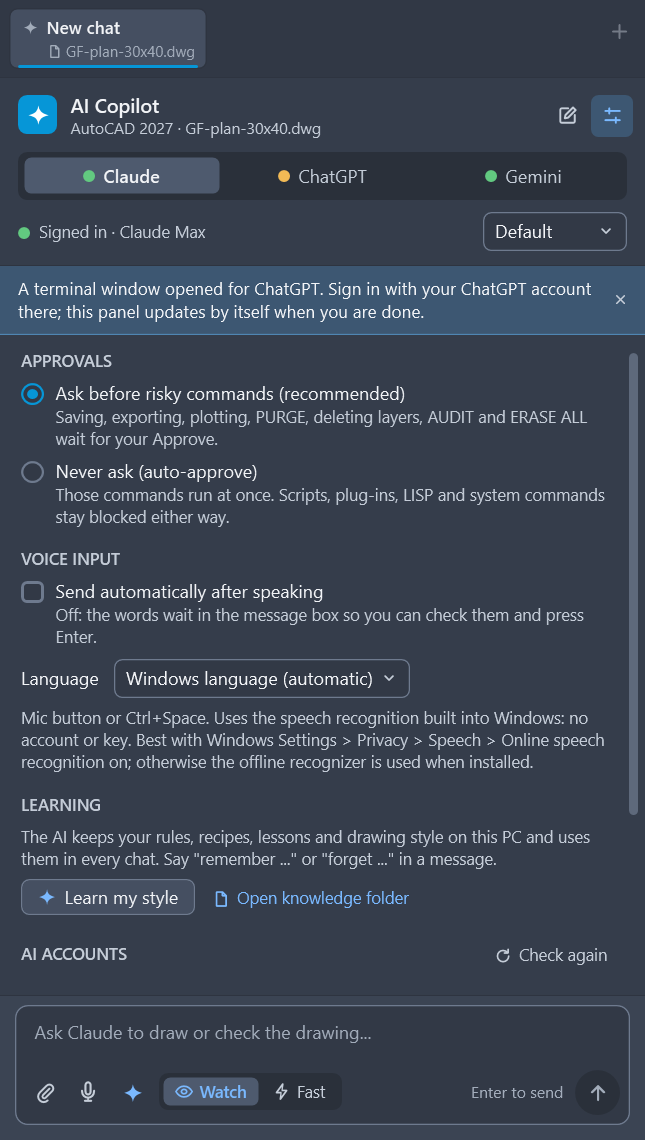 New chat
GF-plan-30x40.dwg
AI Copilot
AutoCAD 2027 · GF-plan-30x40.dwg
Claude
ChatGPT
Gemini
Signed in · Claude Max
Default
A terminal window opened for ChatGPT. Sign in with your ChatGPT account
there; this panel updates by itself when you are done.
APPROVALS
Ask before risky commands (recommended)
Saving, exporting, plotting, PURGE, deleting layers, AUDIT and ERASE ALL
wait for your Approve.
Never ask (auto-approve)
Those commands run at once. Scripts, plug-ins, LISP and system commands
stay blocked either way.
VOICE INPUT
Send automatically after speaking
Off: the words wait in the message box so you can check them and press
Enter.
Language
Windows language (automatic)
Mic button or Ctrl+Space. Uses the speech recognition built into Windows: no
account or key. Best with Windows Settings > Privacy > Speech > Online speech
recognition on; otherwise the offline recognizer is used when installed.
LEARNING
The AI keeps your rules, recipes, lessons and drawing style on this PC and uses
them in every chat. Say "remember ..." or "forget ..." in a message.
Learn my style
Open knowledge folder
AI ACCOUNTS
Check again
Ask Claude to draw or check the drawing...
Watch
Fast
Enter to send